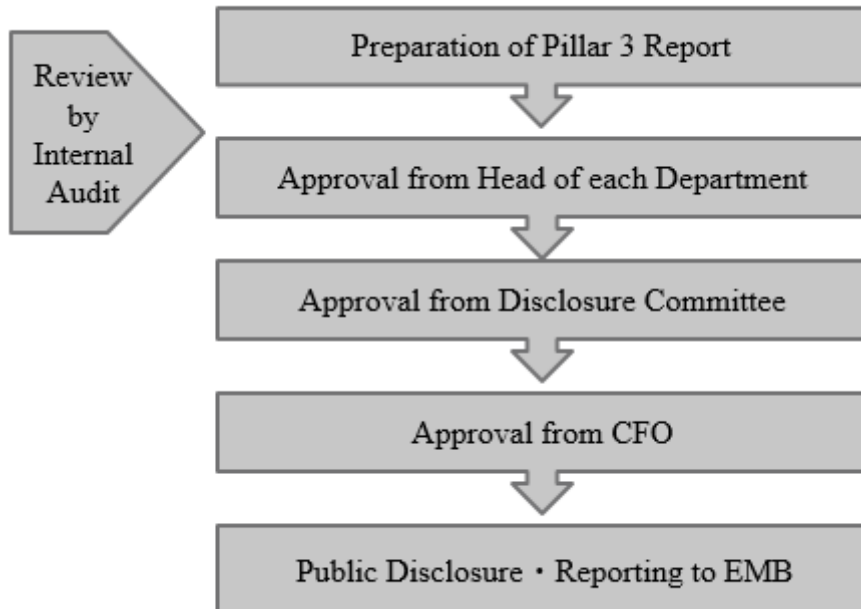 Preparation of Pillar 3 Report
Review
by
Internal
Audit
Approval from Head of each Department
Approval from Disclosure Committee
Approval from CFO
Public Disclosure・Reporting to EMB